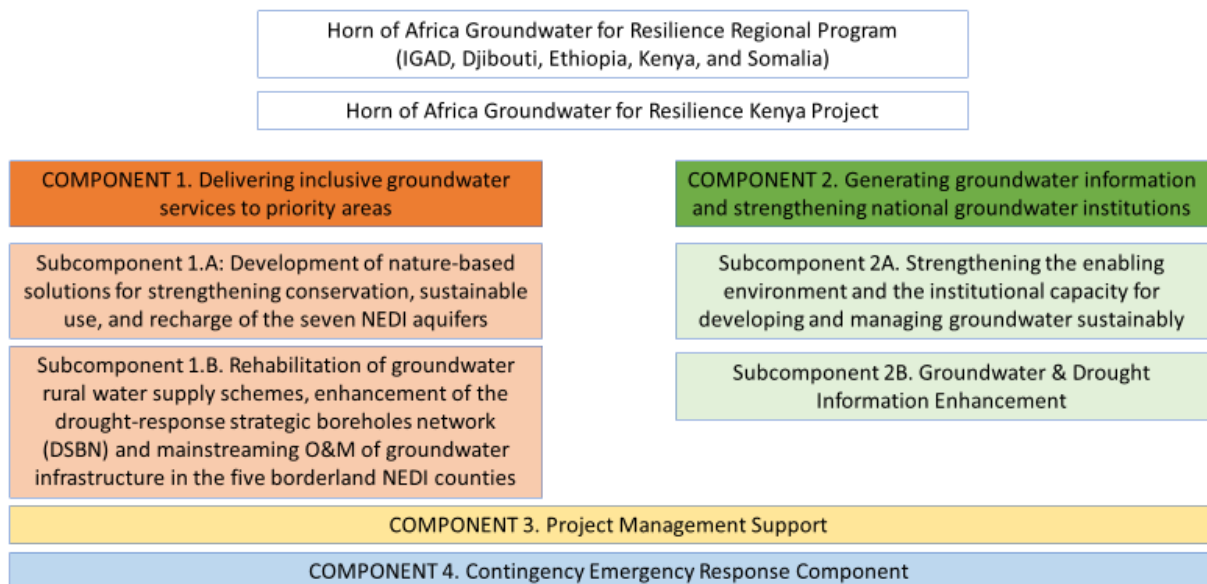 Horn of Africa Groundwater for Resilience Regional Program
(IGAD, Djibouti, Ethiopia, Kenya, and Somalia)
Horn of Africa Groundwater for Resilience Kenya Project
COMPONENT 1. Delivering inclusive groundwater
services to priority areas
Subcomponent 1.A: Development of nature-based
solutions for strengthening conservation, sustainable
use, and recharge of the seven NEDI aquifers
Subcomponent 1.B. Rehabilitation of groundwater
rural water supply schemes, enhancement of the
drought-response strategic boreholes network
(DSBN) and mainstreaming O&M of groundwater
infrastructure in the five borderland NEDI counties
COMPONENT 2. Generating groundwater information
and strengthening national groundwater institutions
Subcomponent 2A. Strengthening the enabling
environment and the institutional capacity for
developing and managing groundwater sustainably
Subcomponent 2B. Groundwater & Drought
Information Enhancement
COMPONENT 3. Project Management Support
COMPONENT 4. Contingency Emergency Response Component